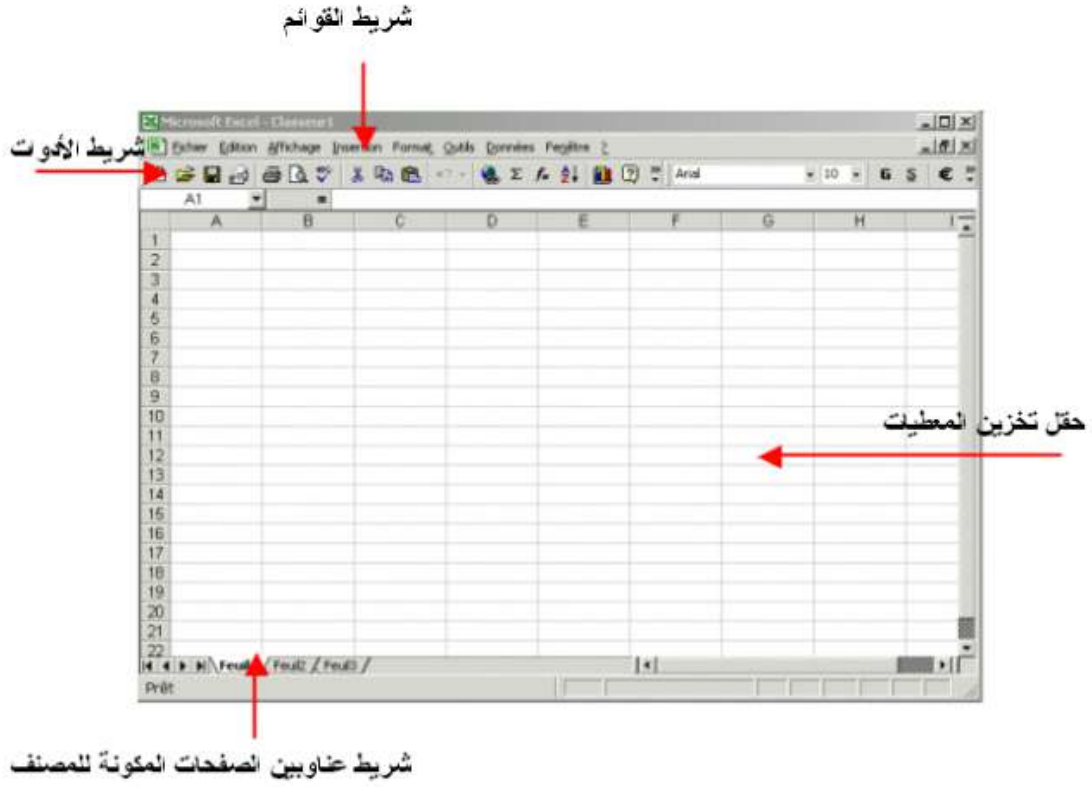 شريط القوائم
Microsoft Excel - Classeur1
شريط الأدوات
Fichier Edition Affichage Insertion Format Outils Données Fenêtre ?
Arial 10 G S €
A1 =
A B C D E F G H I
1
2
3
4
5
6
7
8
9
10
حقل تخزين المعطيات
11
12
13
14
15
16
17
18
19
20
21
22
Feuil1 Feuil2 Feuil3
Prêt
شريط عناوين الصفحات المكونة للمصنف